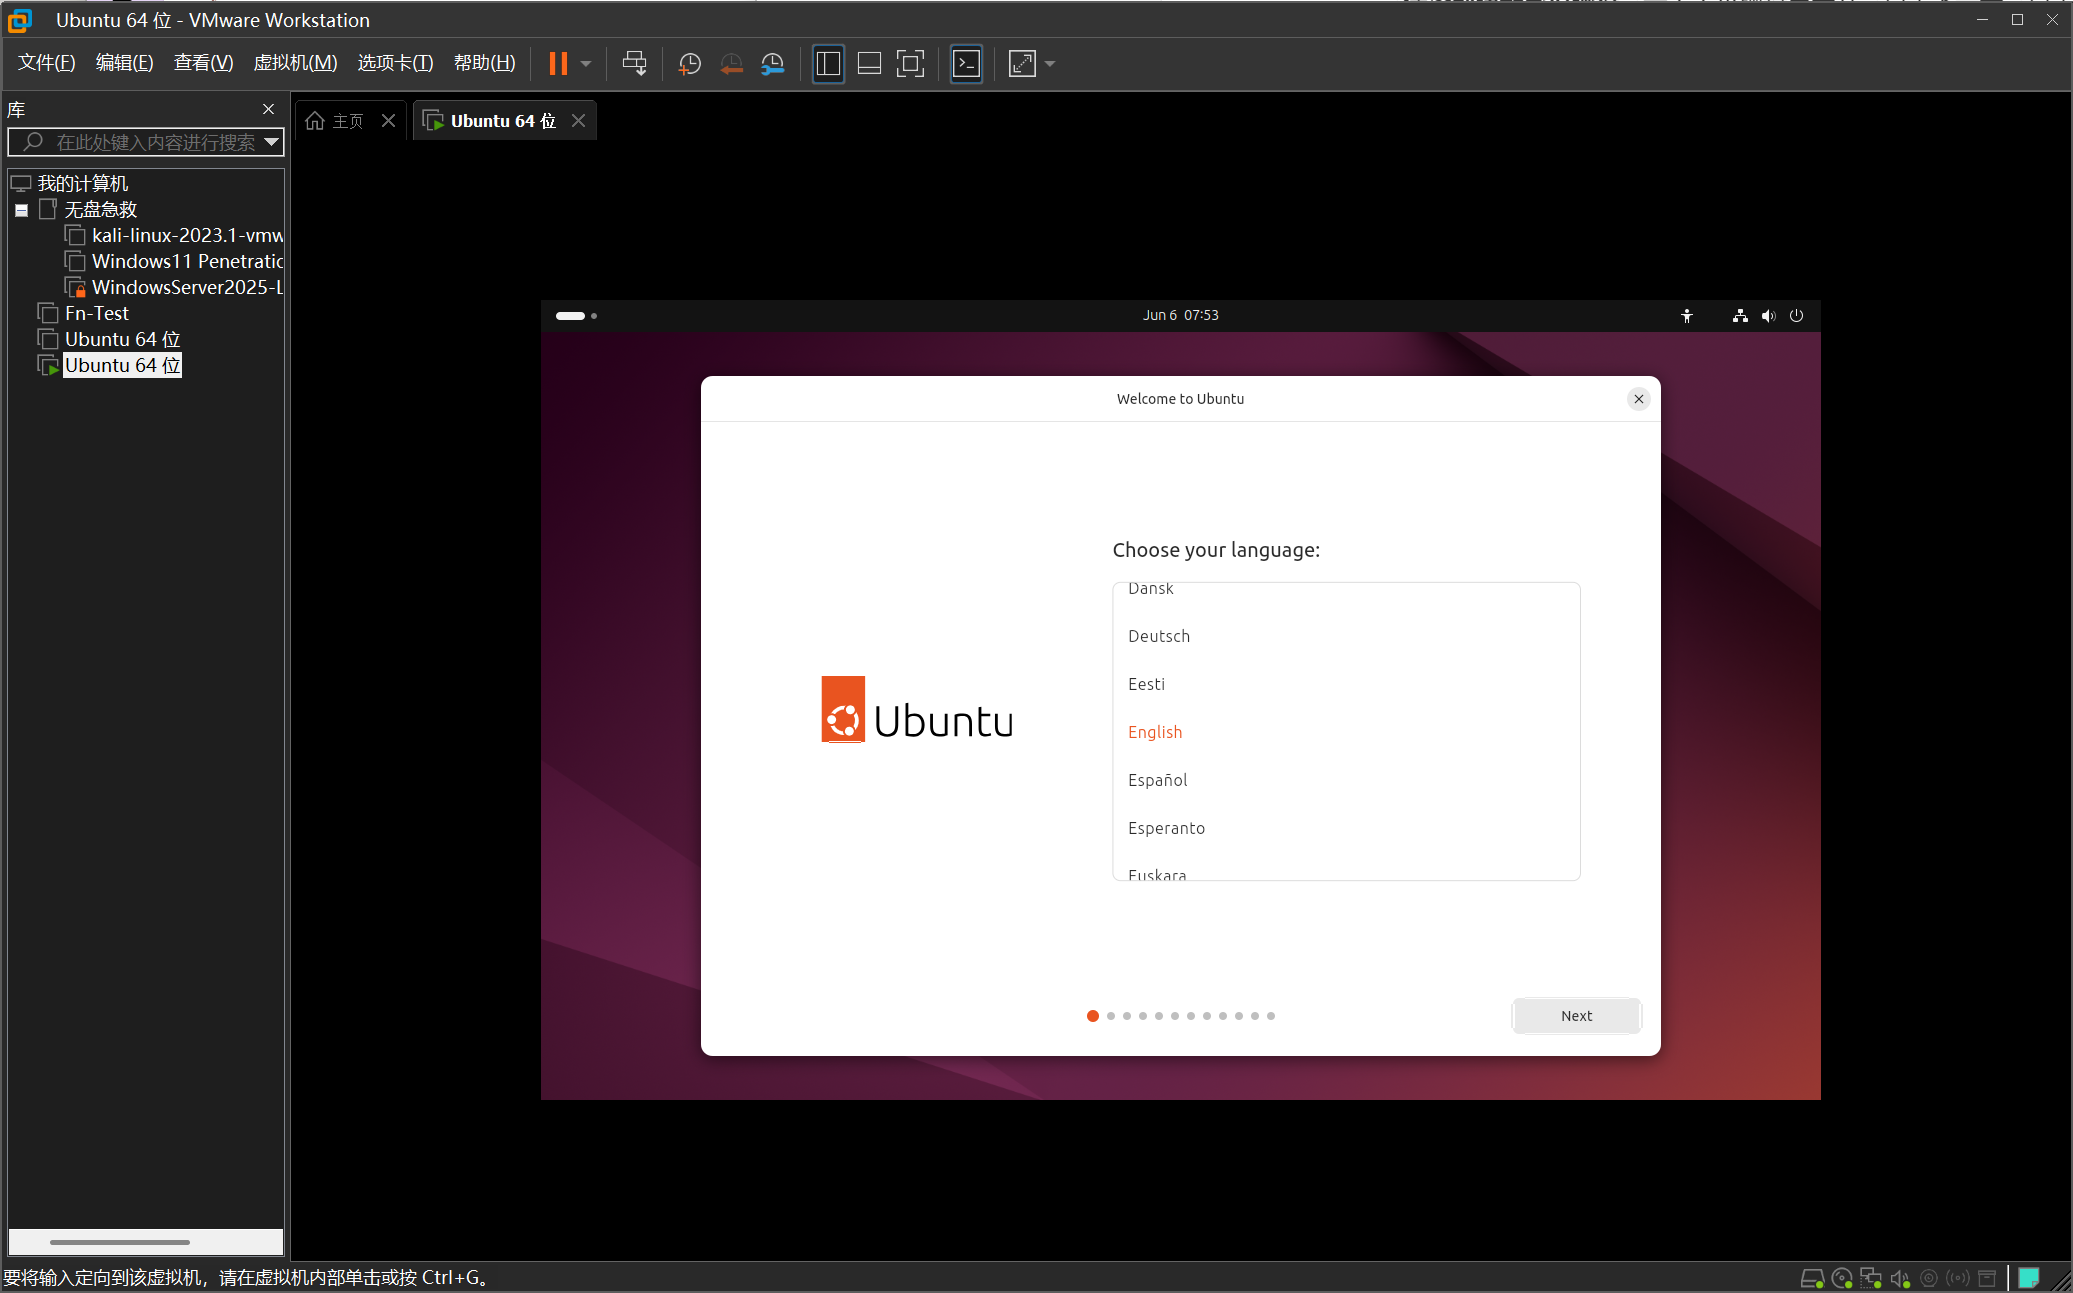 Ubuntu 64 位 - VMware Workstation
文件(F) 编辑(E) 查看(V) 虚拟机(M) 选项卡(T) 帮助(H)
库
在此处键入内容进行搜索
我的计算机
无盘急救
kali-linux-2023.1-vmw
Windows11 Penetratio
WindowsServer2025-L
Fn-Test
Ubuntu 64 位
Ubuntu 64 位
主页
Ubuntu 64 位
Jun 6 07:53
Welcome to Ubuntu
Ubuntu
Choose your language:
Dansk
Deutsch
Eesti
English
Español
Esperanto
Euskara
Next
要将输入定向到该虚拟机，请在虚拟机内部单击或按 Ctrl+G。